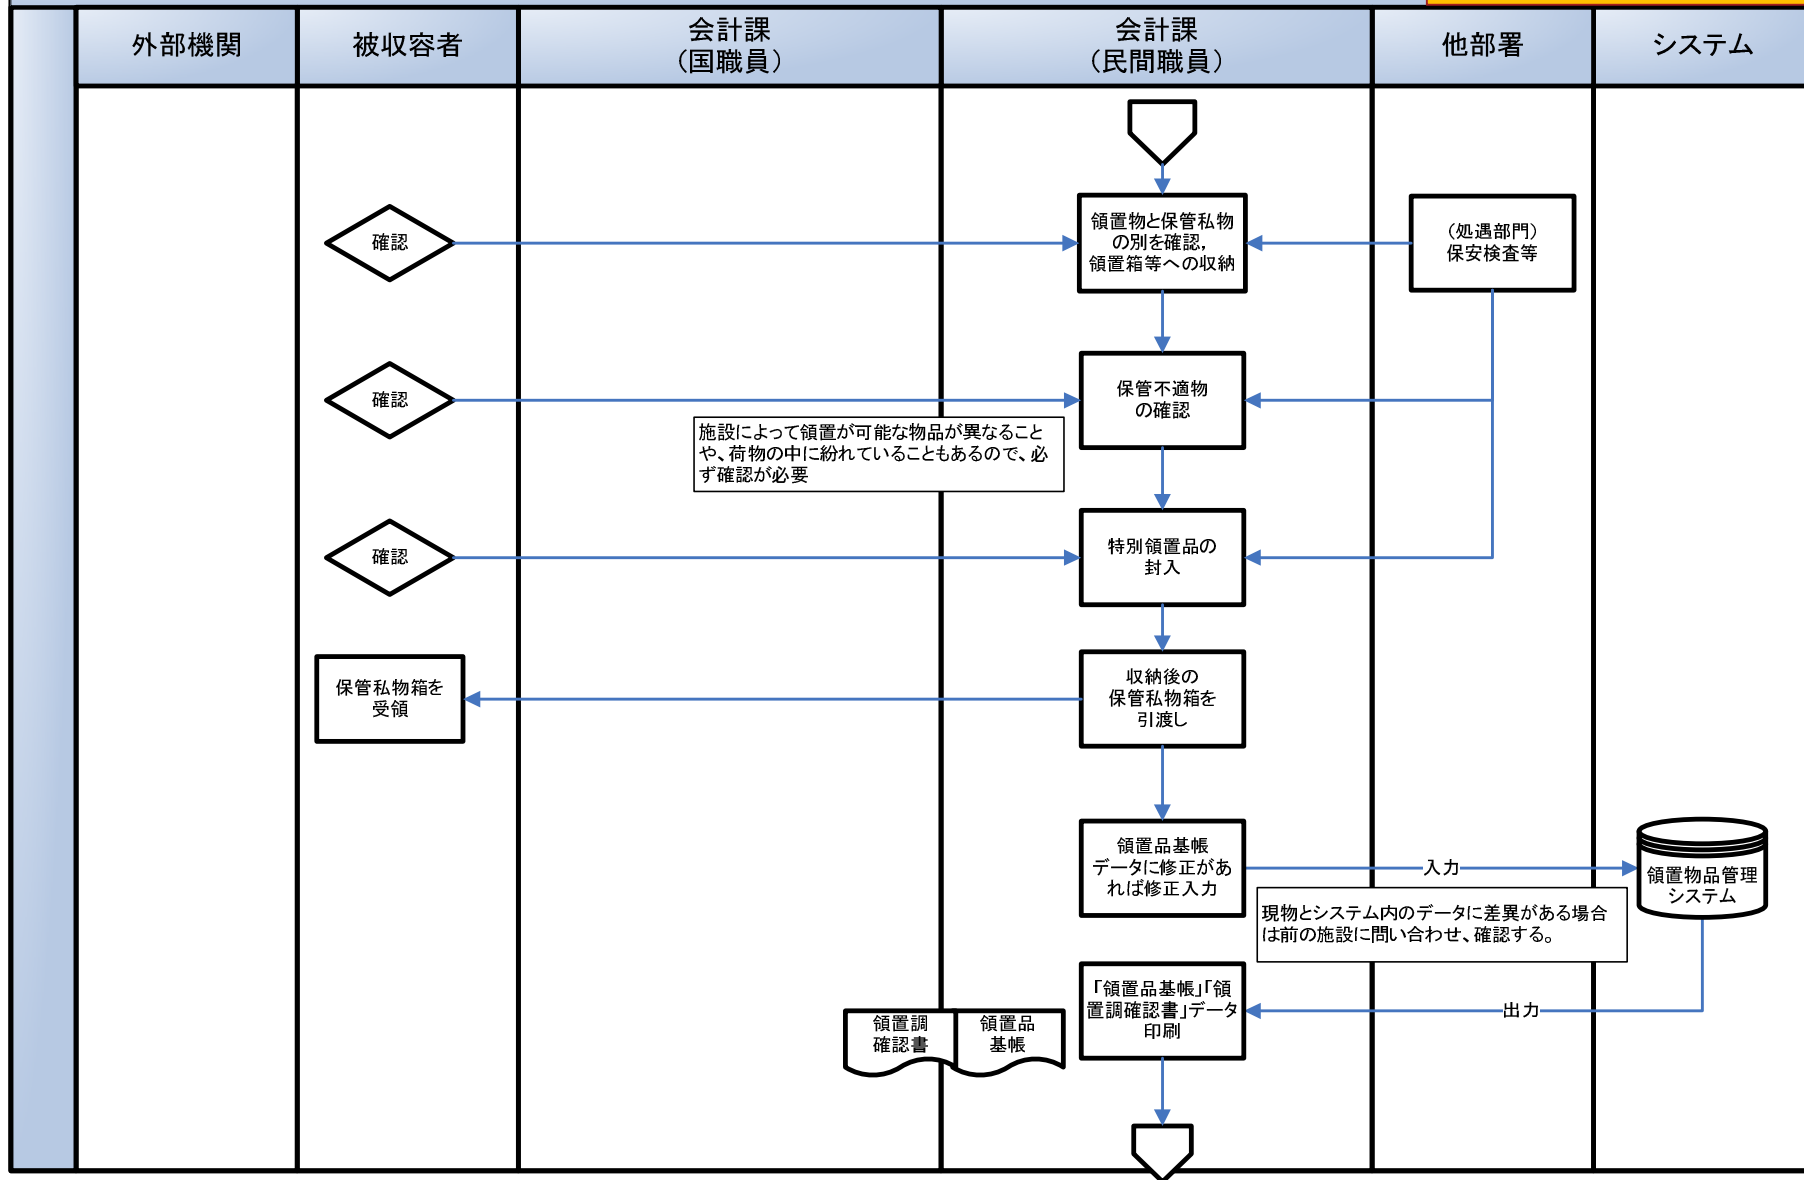 外部機関
被収容者
会計課
（国職員）
会計課
（民間職員）
他部署
システム
確認
領置物と保管私物
の別を確認，
領置箱等への収納
（処遇部門）
保安検査等
確認
保管不適物
の確認
施設によって領置が可能な物品が異なること
や、荷物の中に紛れていることもあるので、必
ず確認が必要
確認
特別領置品の
封入
保管私物箱を
受領
収納後の
保管私物箱を
引渡し
領置品基帳
データに修正があ
れば修正入力
入力
領置物品管理
システム
現物とシステム内のデータに差異がある場合
は前の施設に問い合わせ、確認する。
「領置品基帳」「領
置調確認書」データ
印刷
出力
領置調
確認書
領置品
基帳